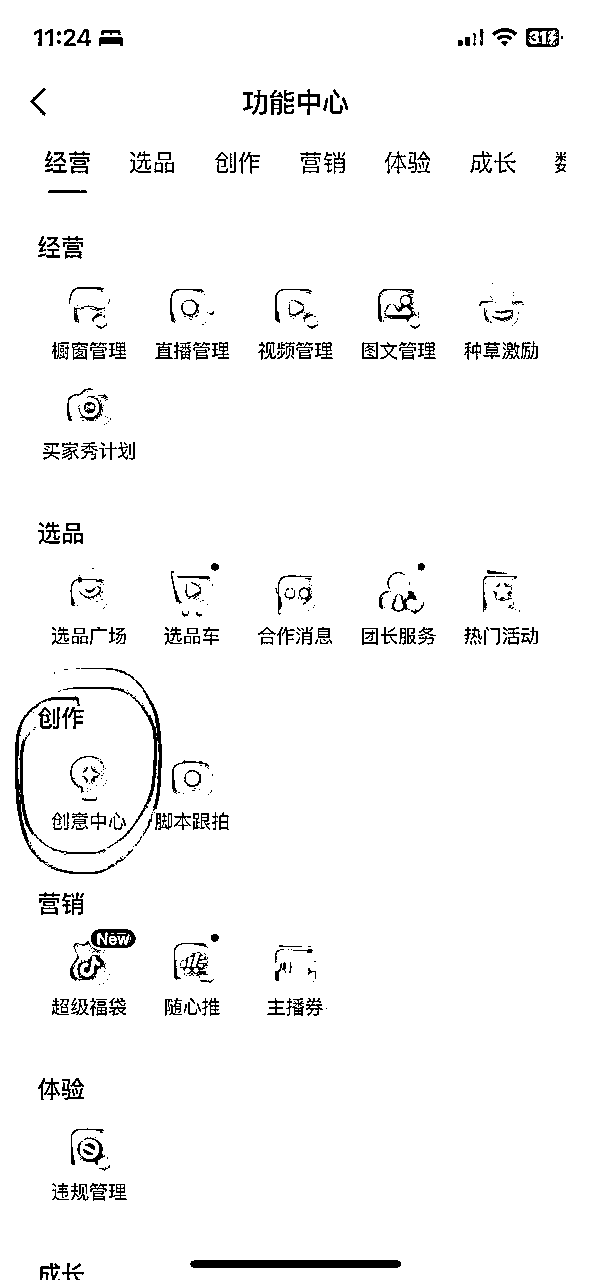 11:24
31
功能中心
经营 选品 创作 营销 体验 成长
经营
橱窗管理 直播管理 视频管理 图文管理 种草激励
买家秀计划
选品
选品广场 选品车 合作消息 团长服务 热门活动
创作
创意中心 脚本跟拍
营销
New
超级福袋 随心推 主播券
体验
违规管理
成长